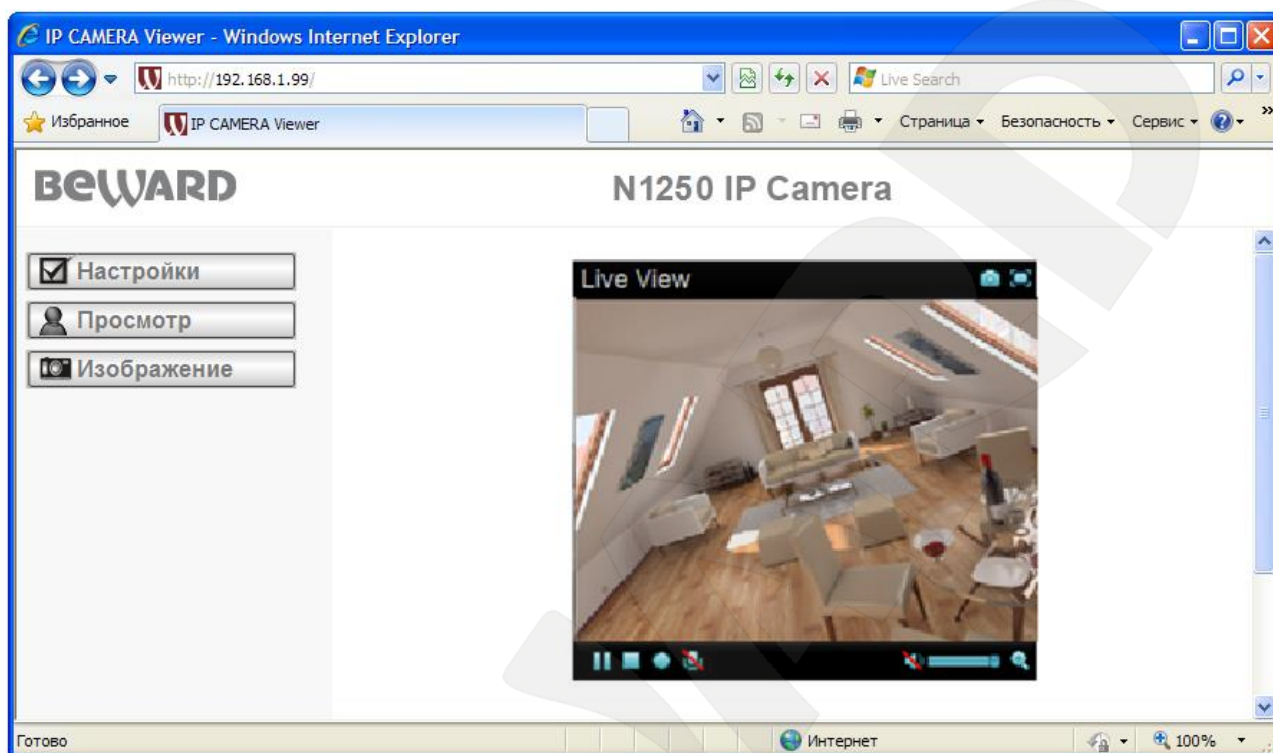 IP CAMERA Viewer - Windows Internet Explorer
http://192.168.1.99/
Live Search
Избранное
IP CAMERA Viewer
Страница
Безопасность
Сервис
BEWARD
N1250 IP Camera
Настройки
Просмотр
Изображение
Live View
Готово
Интернет
100%